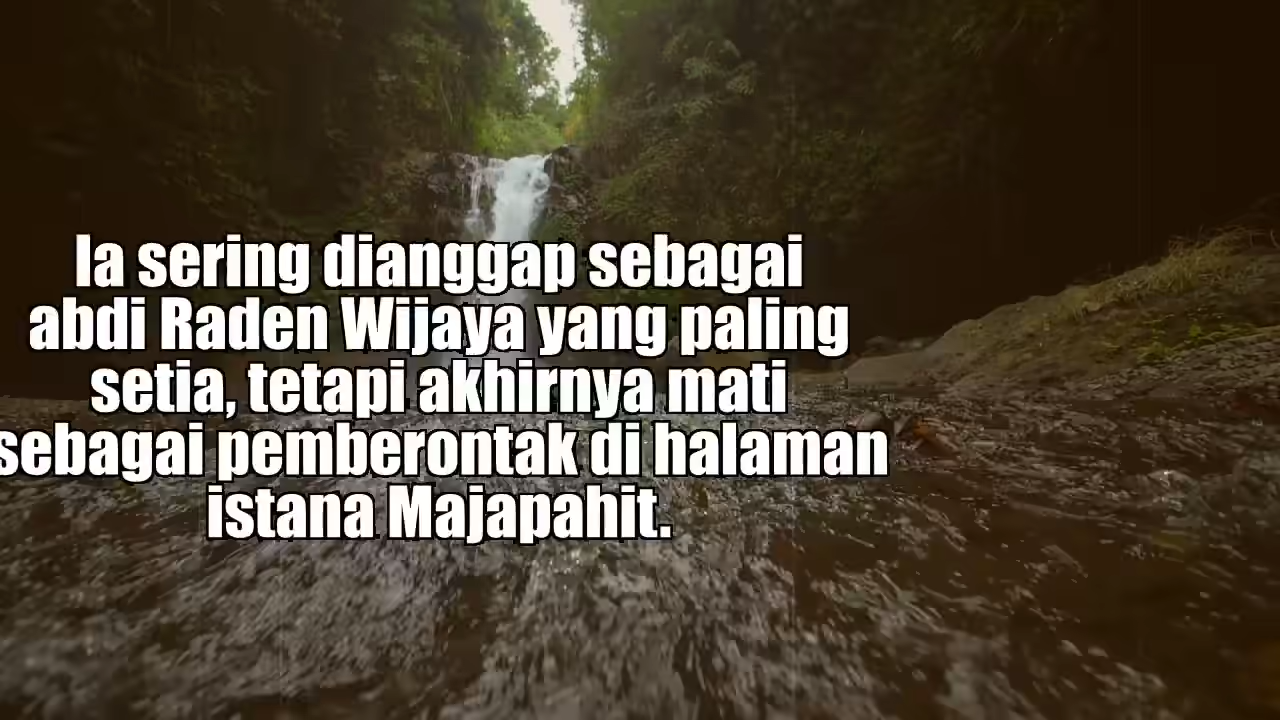 Ia sering dianggap sebagai
abdi Raden Wijaya yang paling
setia, tetapi akhirnya mati
sebagai pemberontak di halaman
istana Majapahit.